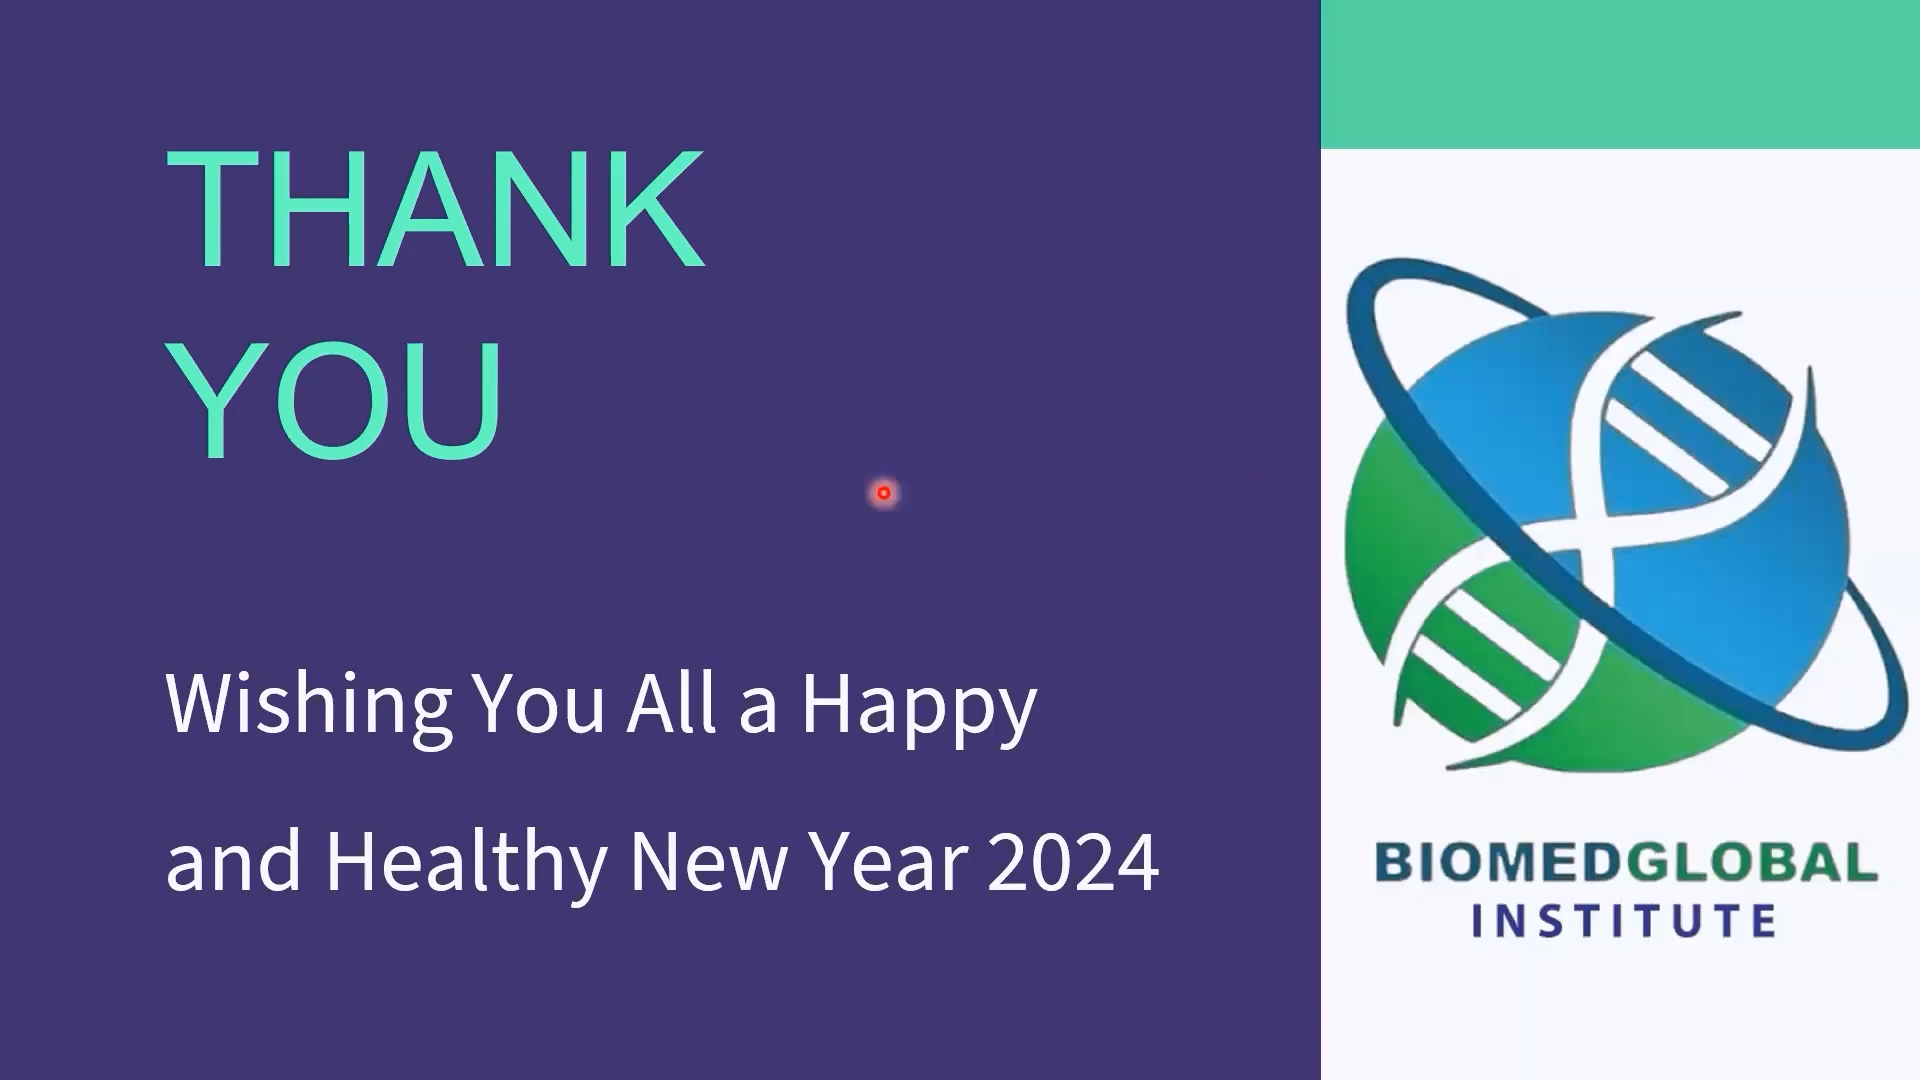 THANK
YOU
Wishing You All a Happy
and Healthy New Year 2024
BIOMEDGLOBAL
INSTITUTE